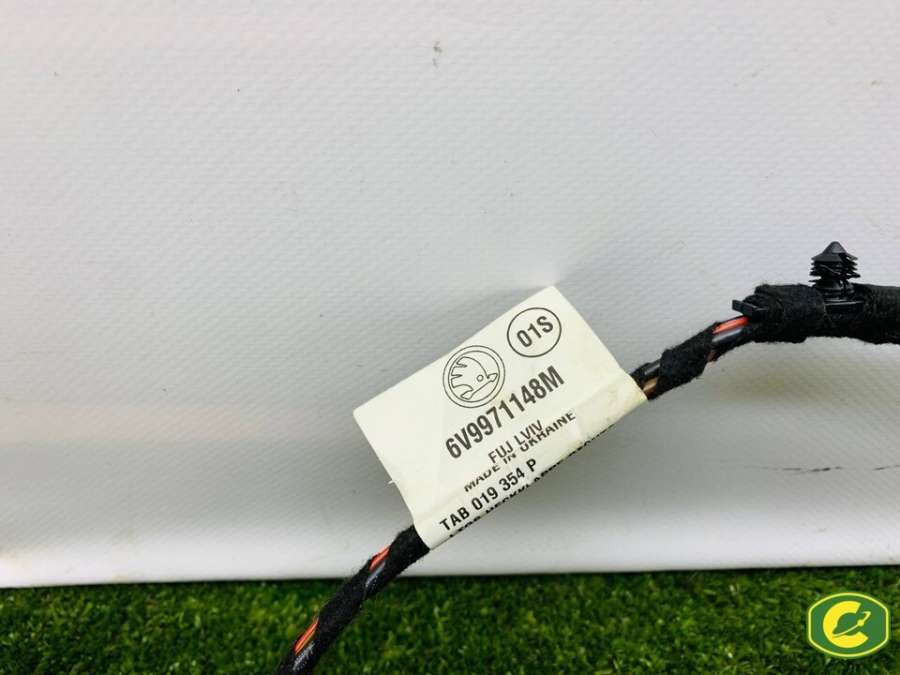 01S
6V9971148M
FUJ LVIV
MADE IN UKRAINE
TAB 019 354 P